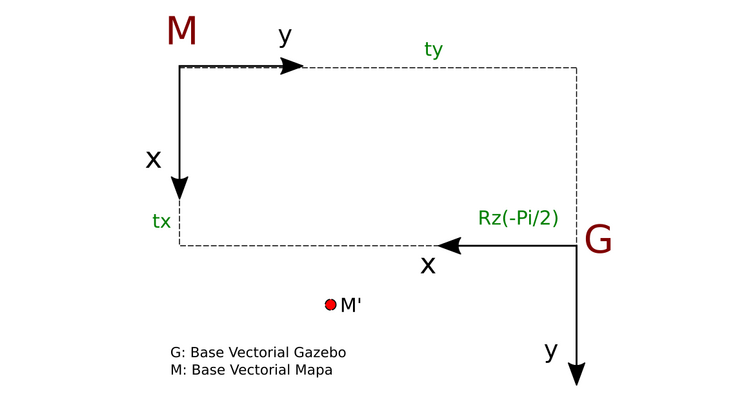 M
y
ty
x
tx
Rz(-Pi/2)
G
x
M'
y
G: Base Vectorial Gazebo
M: Base Vectorial Mapa